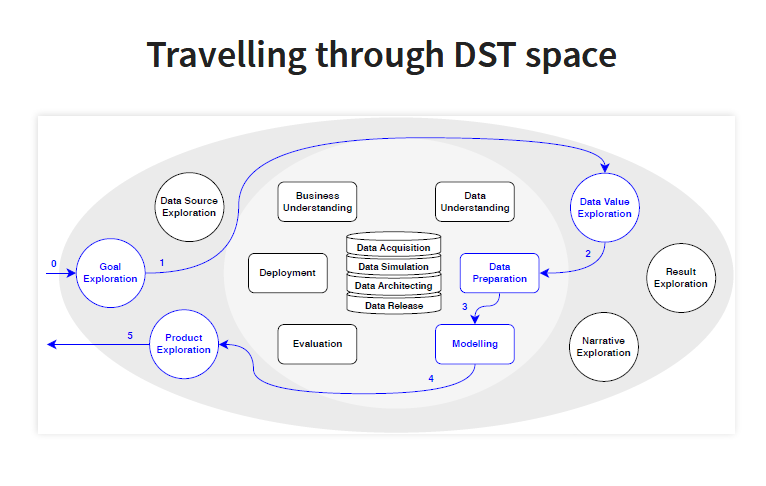 Travelling through DST space
Data Source
Exploration
Business
Understanding
Data
Understanding
Data Value
Exploration
0
Goal
Exploration
1
Deployment
Data Acquisition
Data Simulation
Data Architecting
Data Release
Data
Preparation
2
Result
Exploration
3
5
Product
Exploration
Evaluation
Modelling
Narrative
Exploration
4